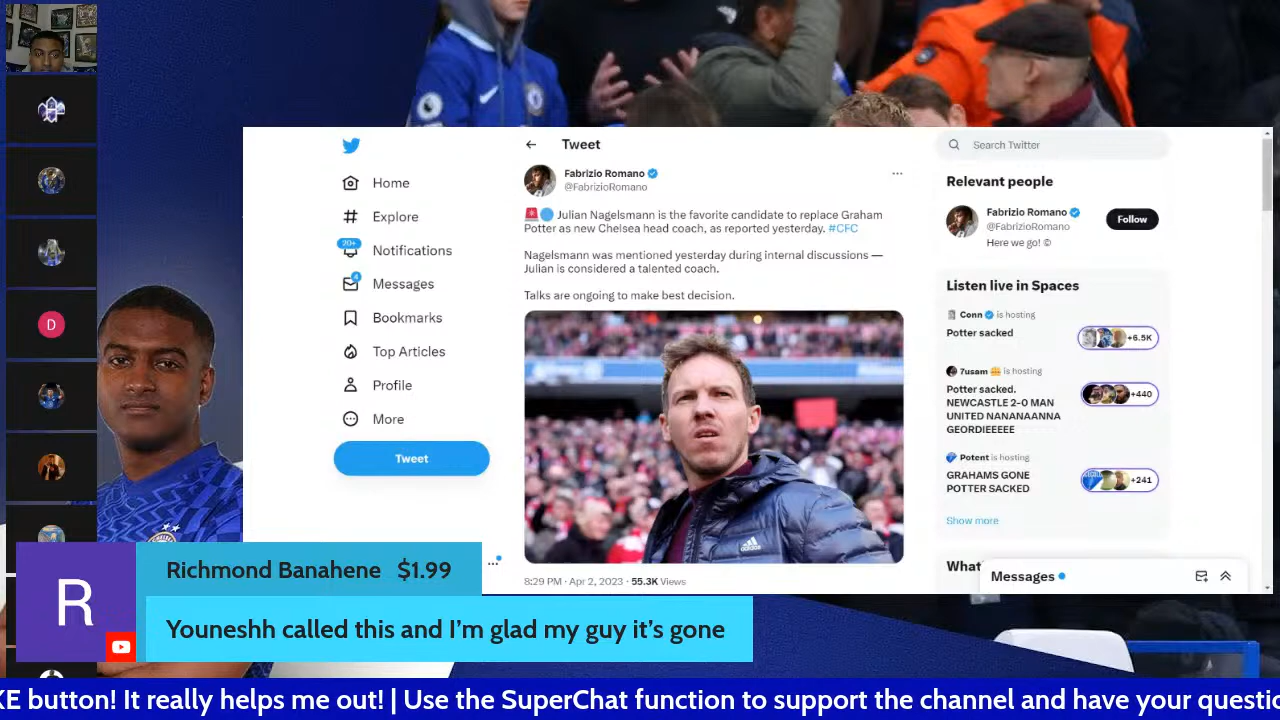 Tweet
Home
Explore
20+
Notifications
4
Messages
Bookmarks
Top Articles
Profile
More
Tweet
Fabrizio Romano
@FabrizioRomano
🚨🔵 Julian Nagelsmann is the favorite candidate to replace Graham
Potter as new Chelsea head coach, as reported yesterday. #CFC
Nagelsmann was mentioned yesterday during internal discussions —
Julian is considered a talented coach.
Talks are ongoing to make best decision.
adidas
8:29 PM · Apr 2, 2023 · 55.3K Views
Search Twitter
Relevant people
Fabrizio Romano
@FabrizioRomano
Follow
Here we go! ©
Listen live in Spaces
Conn is hosting
Potter sacked
+6.5K
7usam is hosting
Potter sacked.
NEWCASTLE 2-0 MAN
UNITED NANANAANNA
GEORDIEEEEE
+440
Potent is hosting
GRAHAMS GONE
POTTER SACKED
+241
Show more
What
Messages
D
R
Richmond Banahene $1.99
Youneshh called this and I'm glad my guy it's gone
KE button! It really helps me out! | Use the SuperChat function to support the channel and have your questio